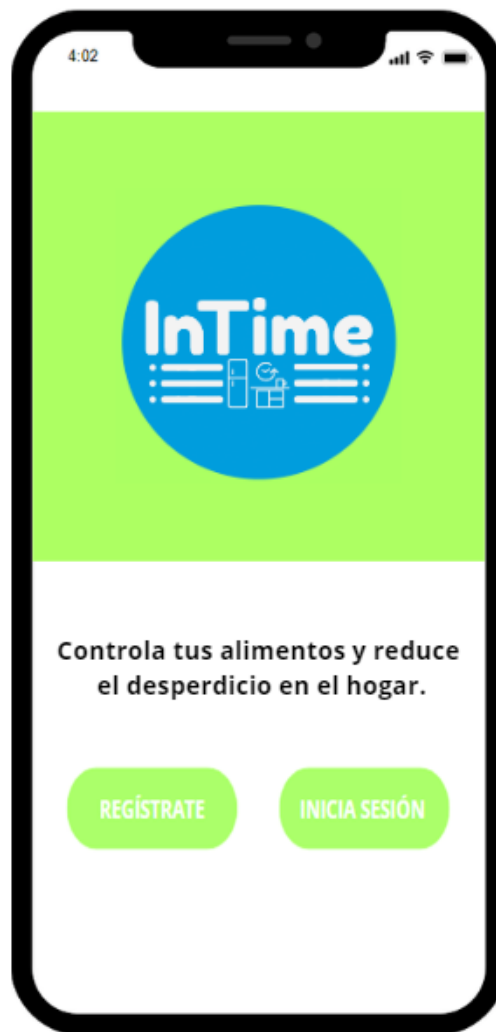 4:02
InTime
Controla tus alimentos y reduce
el desperdicio en el hogar.
REGÍSTRATE
INICIA SESIÓN